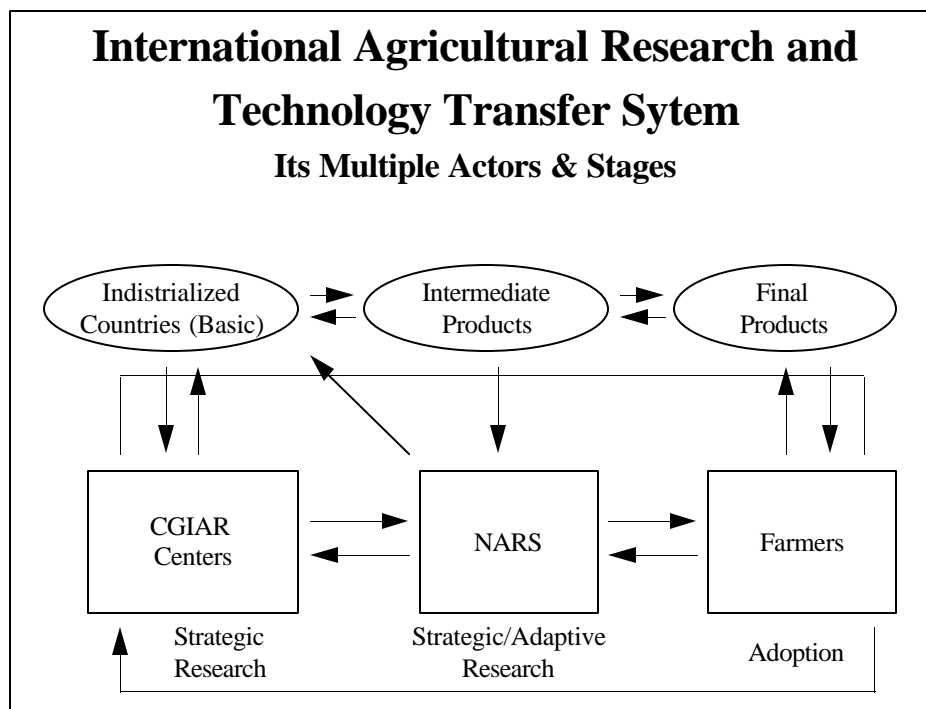 International Agricultural Research and
Technology Transfer Sytem
Its Multiple Actors & Stages
Indistrialized
Countries (Basic)
Intermediate
Products
Final
Products
CGIAR
Centers
NARS
Farmers
Strategic
Research
Strategic/Adaptive
Research
Adoption